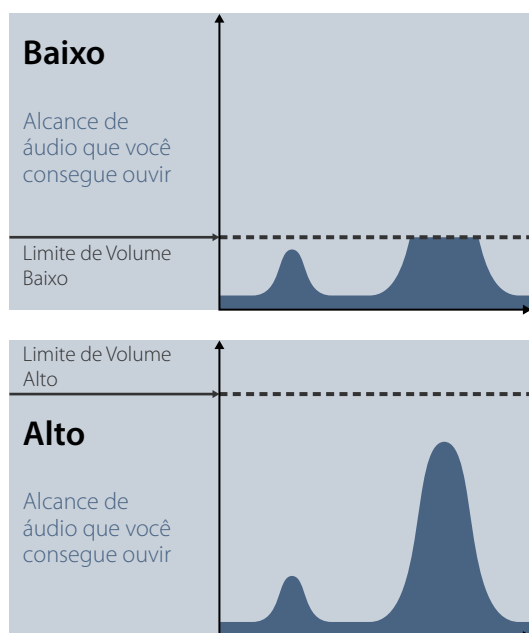 Baixo
Alcance de
áudio que você
consegue ouvir
Limite de Volume
Baixo
Limite de Volume
Alto
Alto
Alcance de
áudio que você
consegue ouvir